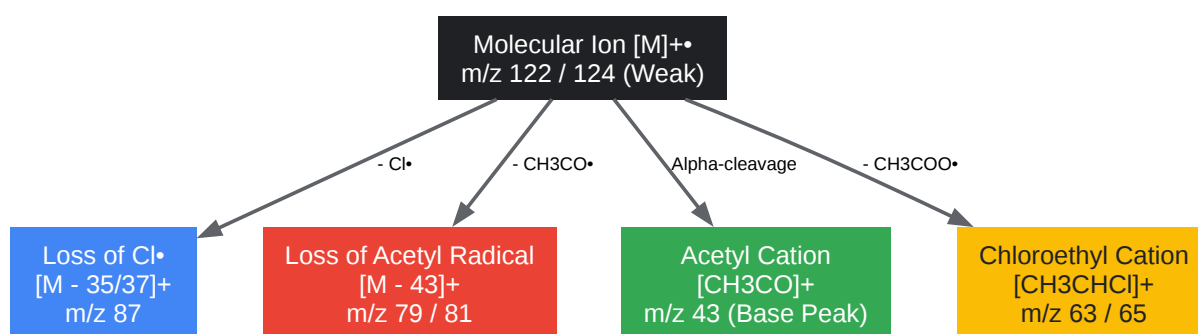 Molecular Ion [M]+•
m/z 122 / 124 (Weak)
- Cl•
- CH3CO•
Alpha-cleavage
- CH3COO•
Loss of Cl•
[M - 35/37]+
m/z 87
Loss of Acetyl Radical
[M - 43]+
m/z 79 / 81
Acetyl Cation
[CH3CO]+
m/z 43 (Base Peak)
Chloroethyl Cation
[CH3CHCl]+
m/z 63 / 65